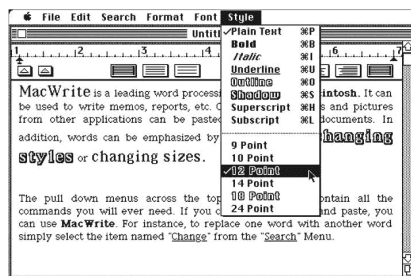 File Edit Search Format Font Style
Untitl
✓Plain Text ⌘P
Bold ⌘B
Italic ⌘I
Underline ⌘U
Outline ⌘O
Shadow ⌘S
Superscript ⌘H
Subscript ⌘L
9 Point
10 Point
✓12 Point
14 Point
18 Point
24 Point
1 2 3 4 5 6 7
MacWrite is a leading word processi intosh. It can
be used to write memos, reports, etc. s and pictures
from other applications can be paste documents. In
addition, words can be emphasized by hanging
styles or changing sizes.
The pull down menus across the top ontain all the
commands you will ever need. If you c and paste, you
can use MacWrite. For instance, to replace one word with another word
simply select the item named "Change" from the "Search" Menu.